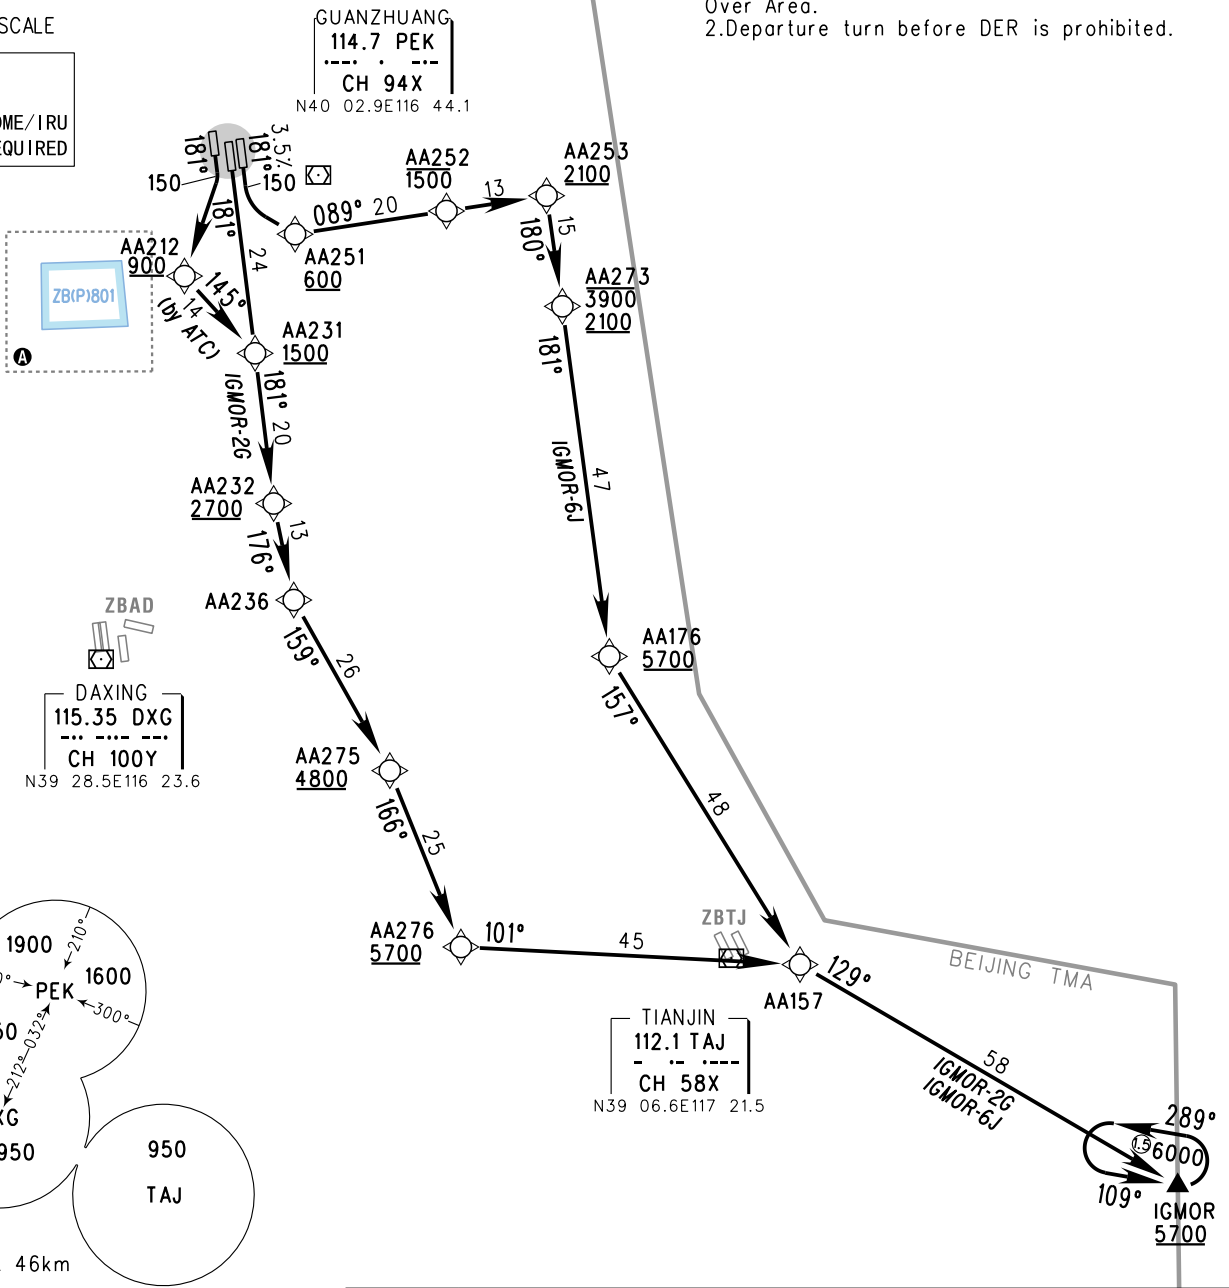 SCALE
Over Area.
2.Departure turn before DER is prohibited.
GUANZHUANG
114.7 PEK
CH 94X
N40 02.9E116 44.1
DME/IRU
EQUIRED
181°
181°
3.5%
150
150
AA252
1500
AA253
2100
089° 20
13
181°
24
AA251
600
180°
15
AA212
900
145°
14
(by ATC)
ZB(P)801
A
AA273
3900
2100
AA231
1500
181°
181° 20
IGMOR-2G
IGMOR-6J
47
AA232
2700
13
176°
AA236
ZBAD
159°
26
AA176
5700
157°
DAXING
115.35 DXG
CH 100Y
N39 28.5E116 23.6
AA275
4800
48
166°
25
AA276
5700
101°
45
ZBTJ
AA157
129°
BEIJING TMA
1900
210°
1600
PEK
300°
032°
212°
950
TIANJIN
112.1 TAJ
CH 58X
N39 06.6E117 21.5
58
IGMOR-2G
IGMOR-6J
289°
1.5 6000
109°
IGMOR
5700
950
TAJ
46km